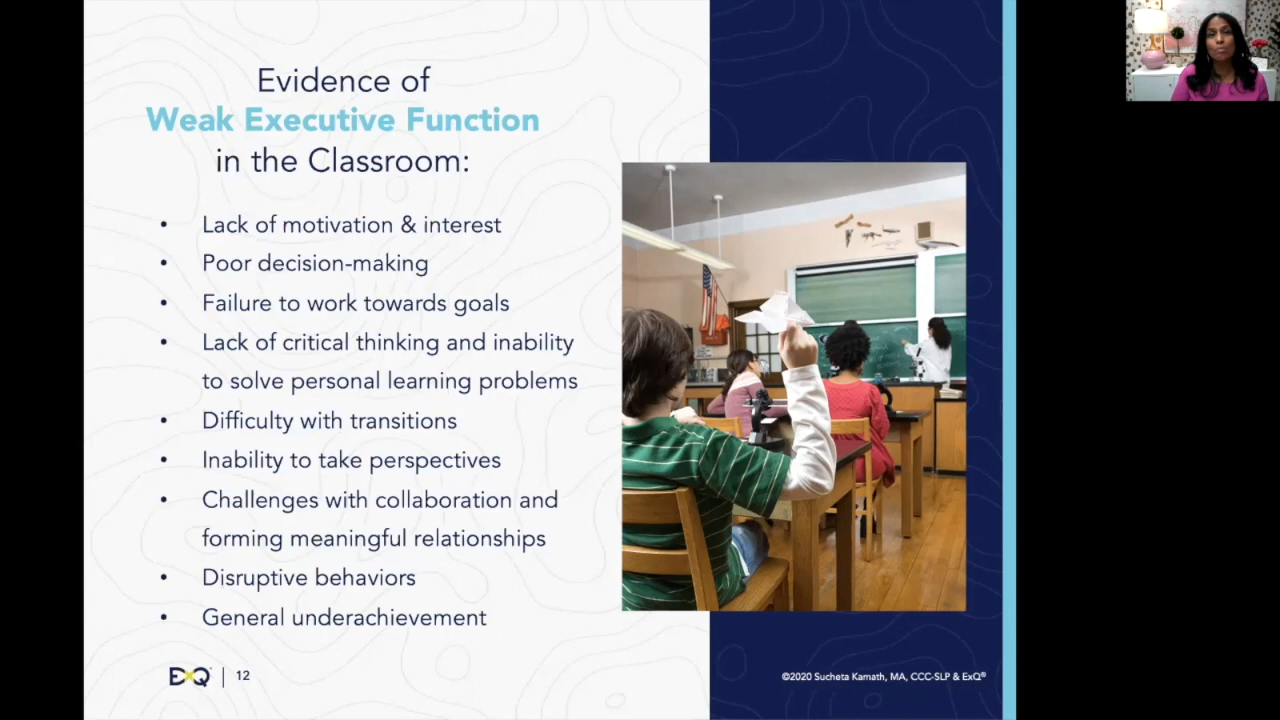 Evidence of
Weak Executive Function
in the Classroom:
• Lack of motivation & interest
• Poor decision-making
• Failure to work towards goals
• Lack of critical thinking and inability
to solve personal learning problems
• Difficulty with transitions
• Inability to take perspectives
• Challenges with collaboration and
forming meaningful relationships
• Disruptive behaviors
• General underachievement
ExQ | 12
©2020 Sucheta Kamath, MA, CCC-SLP & ExQ®